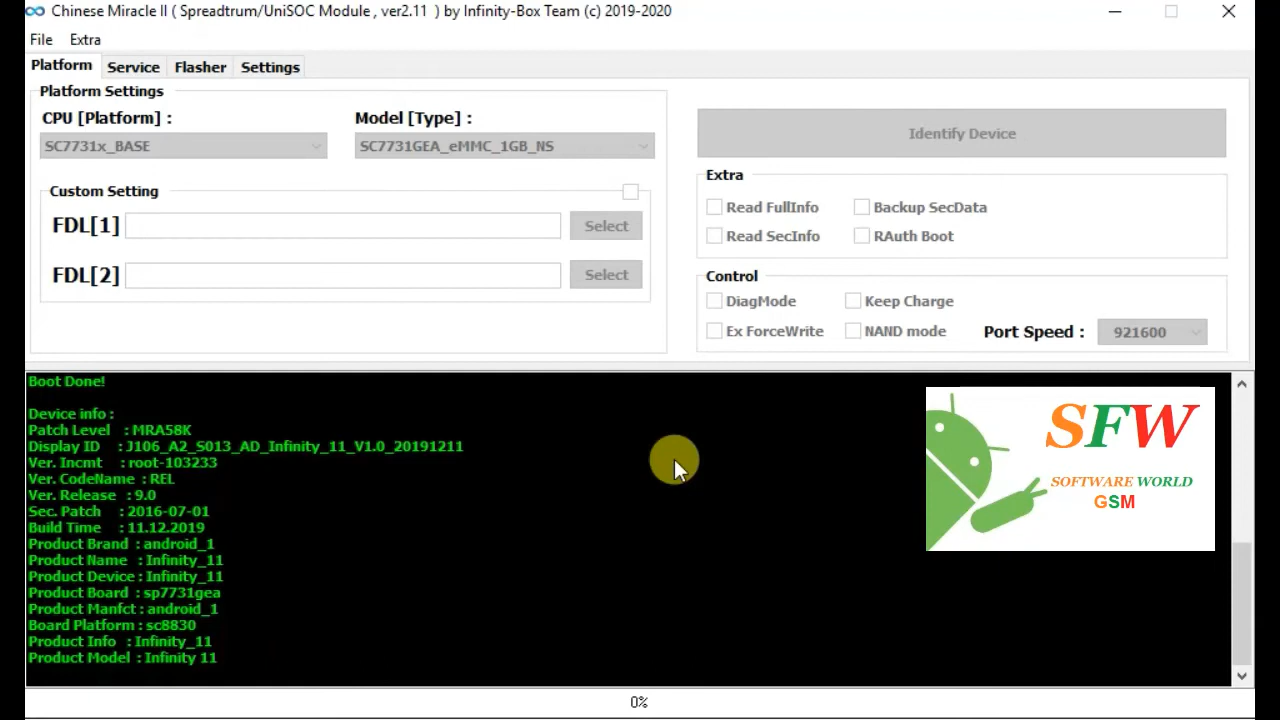 Chinese Miracle II ( Spreadtrum/UniSOC Module , ver2.11 ) by Infinity-Box Team (c) 2019-2020
File Extra
Platform Service Flasher Settings
Platform Settings
CPU [Platform] : Model [Type] :
SC7731x_BASE SC7731GEA_eMMC_1GB_NS
Identify Device
Custom Setting
FDL[1] Select
FDL[2] Select
Extra
Read FullInfo Backup SecData
Read SecInfo RAuth Boot
Control
DiagMode Keep Charge
Ex ForceWrite NAND mode Port Speed : 921600
Boot Done!
Device info :
Patch Level : MRA58K
Display ID : J106_A2_S013_AD_Infinity_11_V1.0_20191211
Ver. Incmt : root-103233
Ver. CodeName : REL
Ver. Release : 9.0
Sec. Patch : 2016-07-01
Build Time : 11.12.2019
Product Brand : android_1
Product Name : Infinity_11
Product Device : Infinity_11
Product Board : sp7731gea
Product Manfct : android_1
Board Platform : sc8830
Product Info : Infinity_11
Product Model : Infinity 11
SFW
SOFTWARE WORLD
GSM
0%